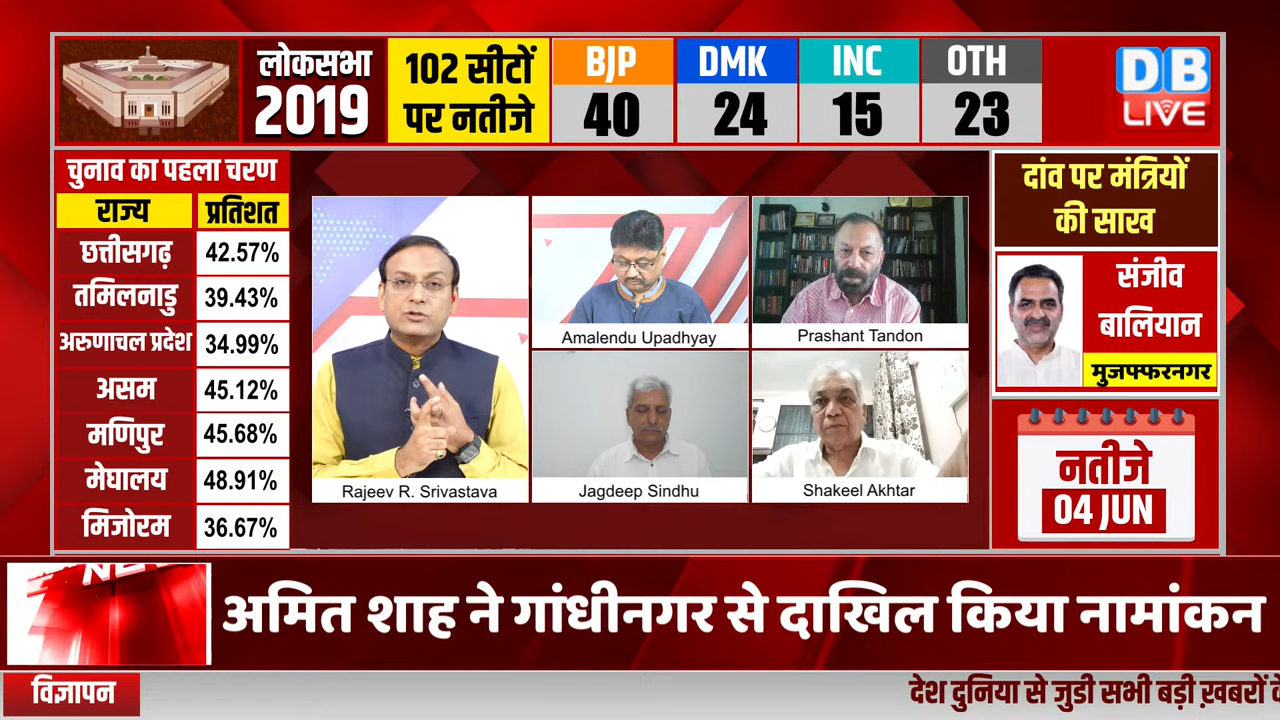 लोकसभा
2019
102 सीटों
पर नतीजे
BJP
40
DMK
24
INC
15
OTH
23
DB
LIVE
चुनाव का पहला चरण
राज्य प्रतिशत
छत्तीसगढ़ 42.57%
तमिलनाडु 39.43%
अरुणाचल प्रदेश 34.99%
असम 45.12%
मणिपुर 45.68%
मेघालय 48.91%
मिजोरम 36.67%
Rajeev R. Srivastava
Amalendu Upadhyay
Prashant Tandon
Jagdeep Sindhu
Shakeel Akhtar
दांव पर मंत्रियों
की साख
संजीव
बालियान
मुजफ्फरनगर
नतीजे
04 JUN
अमित शाह ने गांधीनगर से दाखिल किया नामांकन
विज्ञापन
देश दुनिया से जुडी सभी बड़ी ख़बरों